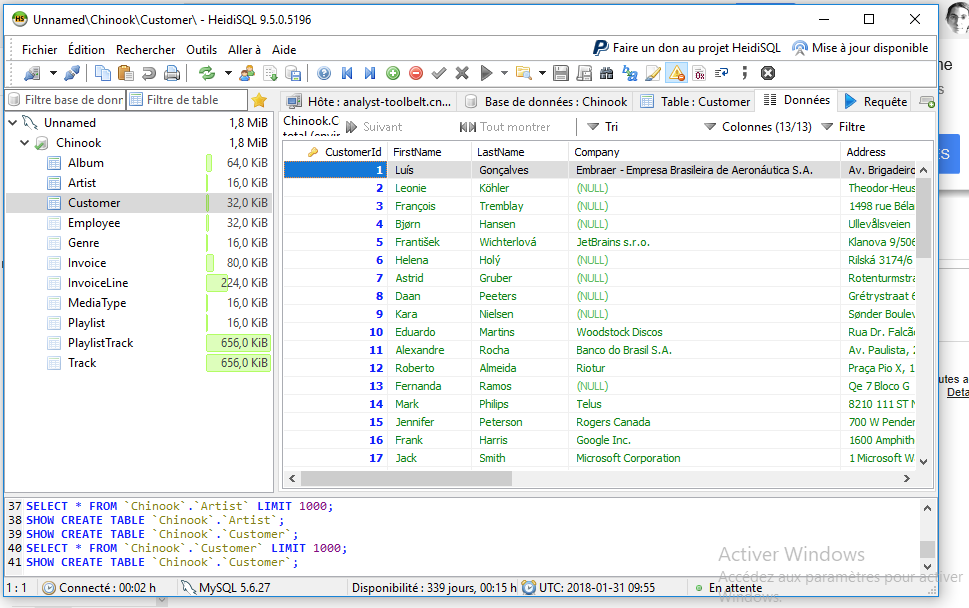 Unnamed\Chinook\Customer\ - HeidiSQL 9.5.0.5196
Fichier Édition Rechercher Outils Aller à Aide
Faire un don au projet HeidiSQL Mise à jour disponible
Filtre base de donn Filtre de table
Hôte : analyst-toolbelt.cn... Base de données : Chinook Table : Customer Données Requête
Unnamed 1,8 MiB
Chinook 1,8 MiB
Album 64,0 KiB
Artist 16,0 KiB
Customer 32,0 KiB
Employee 32,0 KiB
Genre 16,0 KiB
Invoice 80,0 KiB
InvoiceLine 224,0 KiB
MediaType 16,0 KiB
Playlist 16,0 KiB
PlaylistTrack 656,0 KiB
Track 656,0 KiB
Chinook.C Suivant Tout montrer Tri Colonnes (13/13) Filtre
CustomerId FirstName LastName Company Address
1 Luís Gonçalves Embraer - Empresa Brasileira de Aeronáutica S.A. Av. Brigadeiro
2 Leonie Köhler (NULL) Theodor-Heus
3 François Tremblay (NULL) 1498 rue Béla
4 Bjørn Hansen (NULL) Ullevålsveien
5 František Wichterlová JetBrains s.r.o. Klanova 9/506
6 Helena Holý (NULL) Rilská 3174/6
7 Astrid Gruber (NULL) Rotenturmstra
8 Daan Peeters (NULL) Grétrystraat 6
9 Kara Nielsen (NULL) Sønder Boulev
10 Eduardo Martins Woodstock Discos Rua Dr. Falcã
11 Alexandre Rocha Banco do Brasil S.A. Av. Paulista, 2
12 Roberto Almeida Riotur Praça Pio X, 1
13 Fernanda Ramos (NULL) Qe 7 Bloco G
14 Mark Philips Telus 8210 111 ST N
15 Jennifer Peterson Rogers Canada 700 W Pender
16 Frank Harris Google Inc. 1600 Amphith
17 Jack Smith Microsoft Corporation 1 Microsoft W
37 SELECT * FROM `Chinook`.`Artist` LIMIT 1000;
38 SHOW CREATE TABLE `Chinook`.`Artist`;
39 SHOW CREATE TABLE `Chinook`.`Customer`;
40 SELECT * FROM `Chinook`.`Customer` LIMIT 1000;
41 SHOW CREATE TABLE `Chinook`.`Customer`;
1 : 1 Connecté : 00:02 h MySQL 5.6.27 Disponibilité : 339 jours, 00:15 h UTC: 2018-01-31 09:55 En attente
Activer Windows
Accédez aux paramètres pour activer
Windows.
utes a
Deta